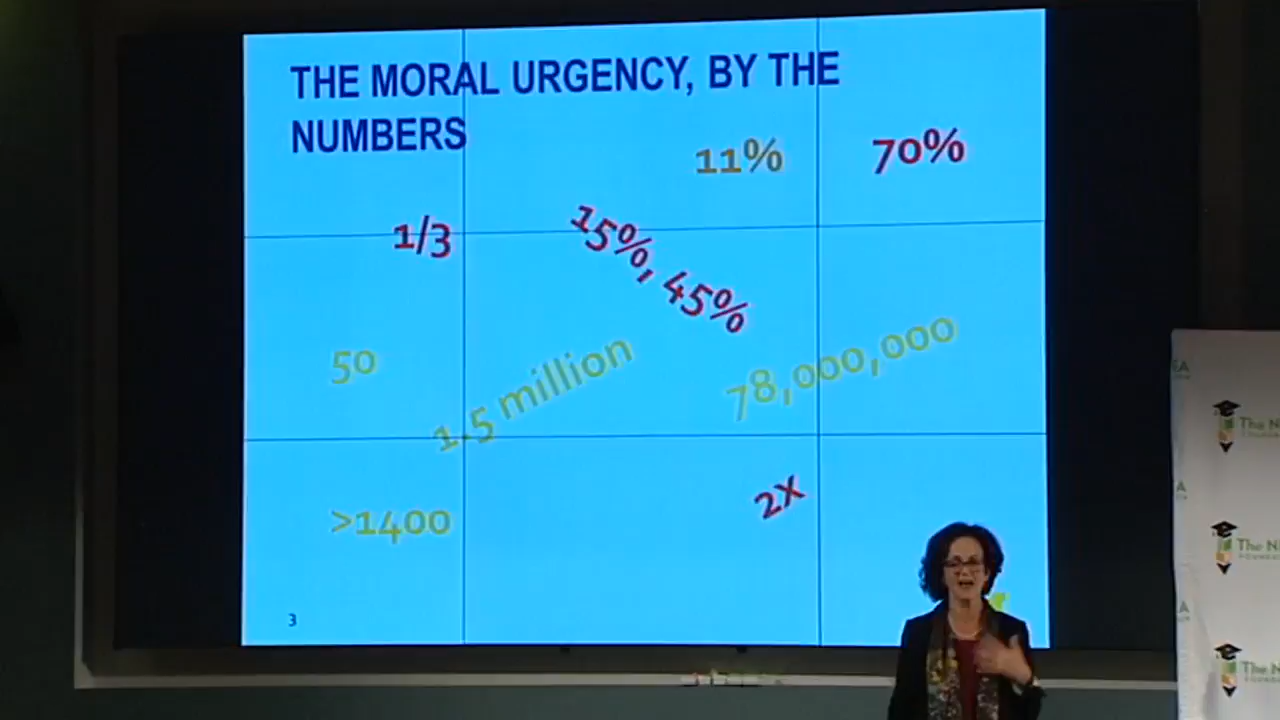 THE MORAL URGENCY, BY THE
NUMBERS
11%
70%
1/3
15%, 45%
50
1.5 million
78,000,000
>1400
2x
3
The
The
The